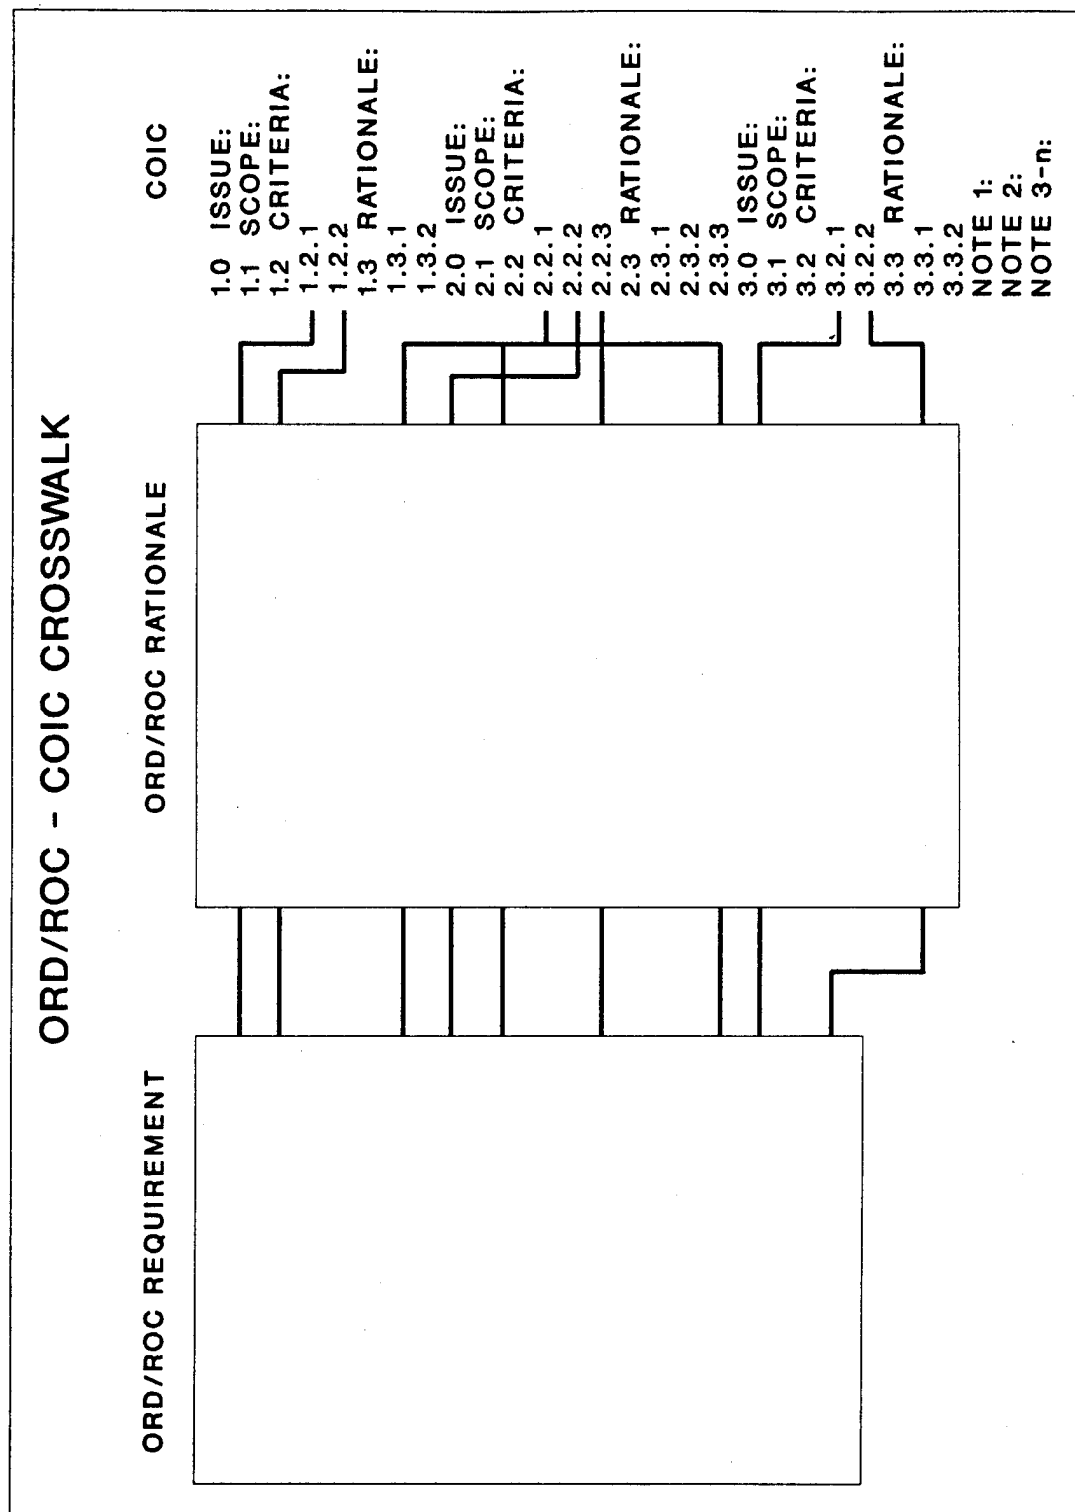 ORD/ROC - COIC CROSSWALK
ORD/ROC REQUIREMENT
ORD/ROC RATIONALE
COIC
1.0 ISSUE:
1.1 SCOPE:
1.2 CRITERIA:
1.2.1
1.2.2
1.3 RATIONALE:
1.3.1
1.3.2
2.0 ISSUE:
2.1 SCOPE:
2.2 CRITERIA:
2.2.1
2.2.2
2.2.3
2.3 RATIONALE:
2.3.1
2.3.2
2.3.3
3.0 ISSUE:
3.1 SCOPE:
3.2 CRITERIA:
3.2.1
3.2.2
3.3 RATIONALE:
3.3.1
3.3.2
NOTE 1:
NOTE 2:
NOTE 3-n: